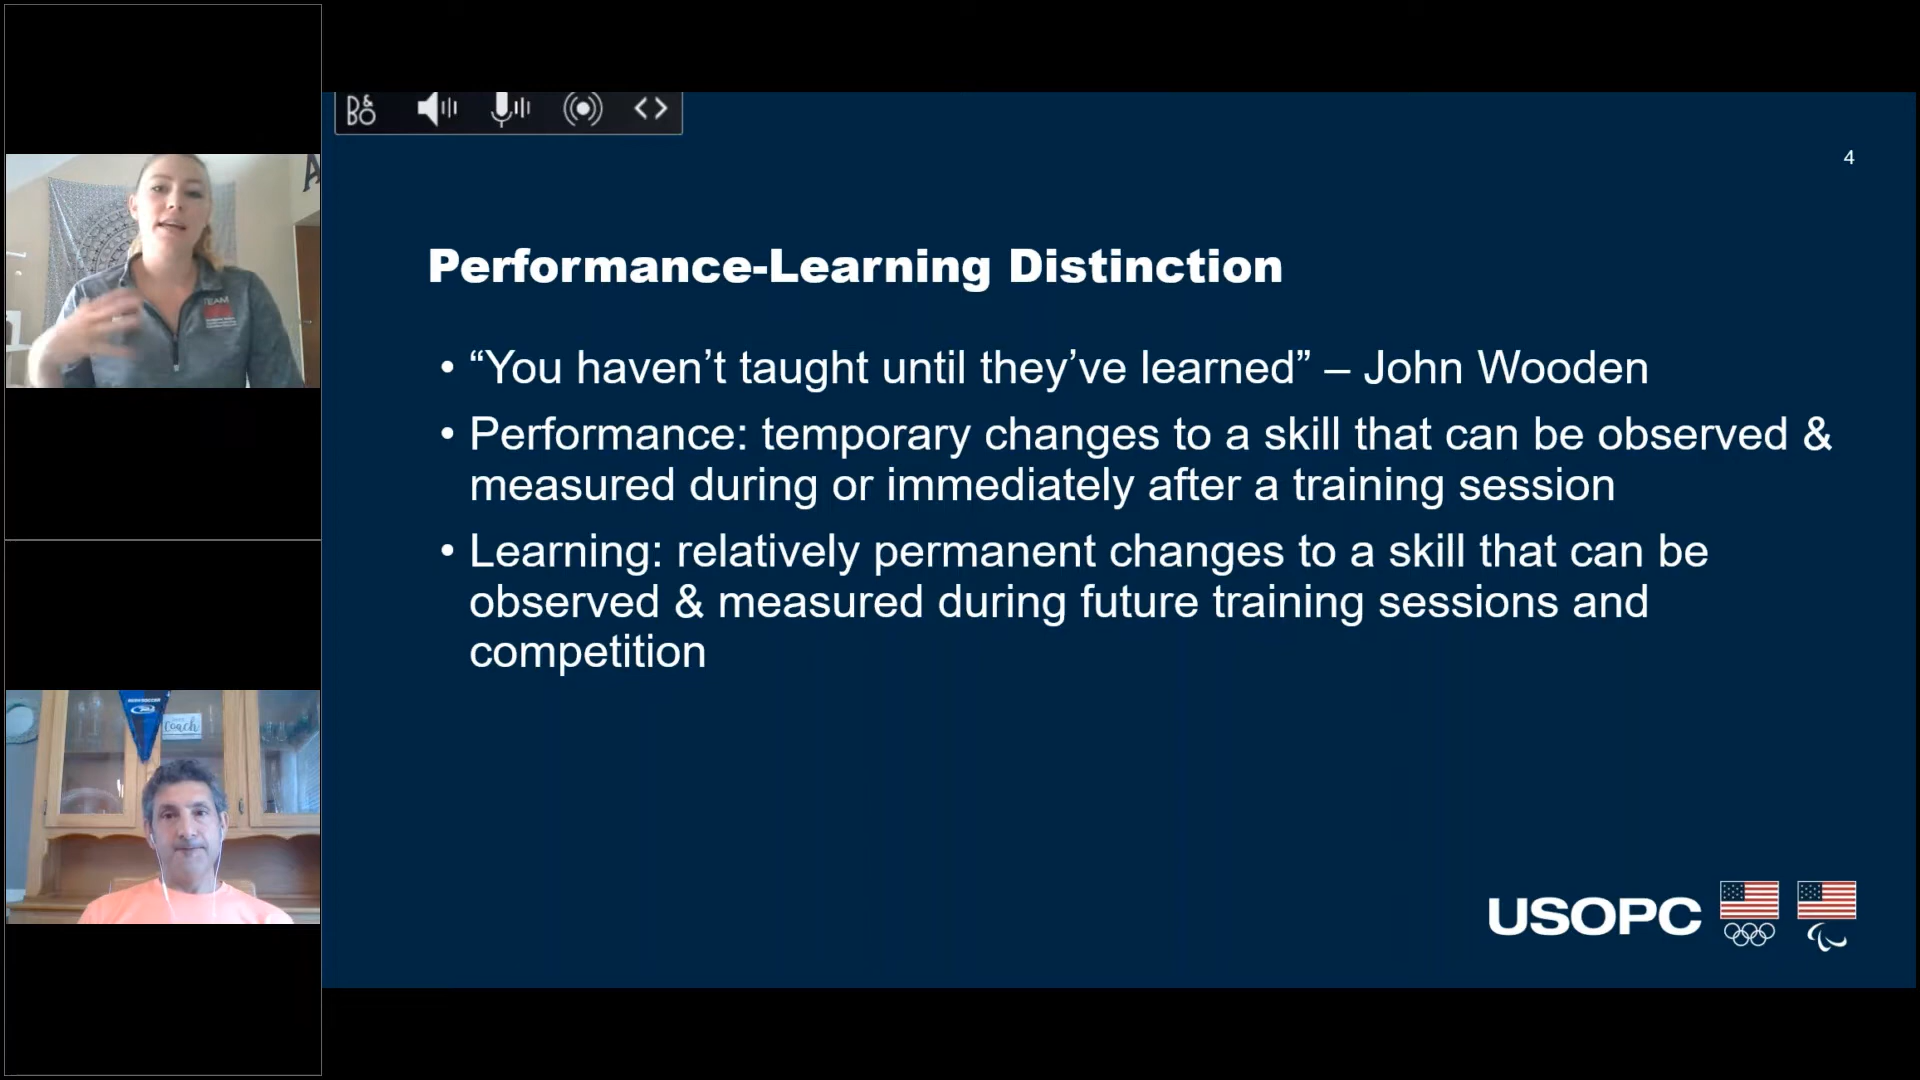 4
Performance-Learning Distinction
• “You haven’t taught until they’ve learned” – John Wooden
• Performance: temporary changes to a skill that can be observed &
measured during or immediately after a training session
• Learning: relatively permanent changes to a skill that can be
observed & measured during future training sessions and
competition
USOPC
TEAM
coach